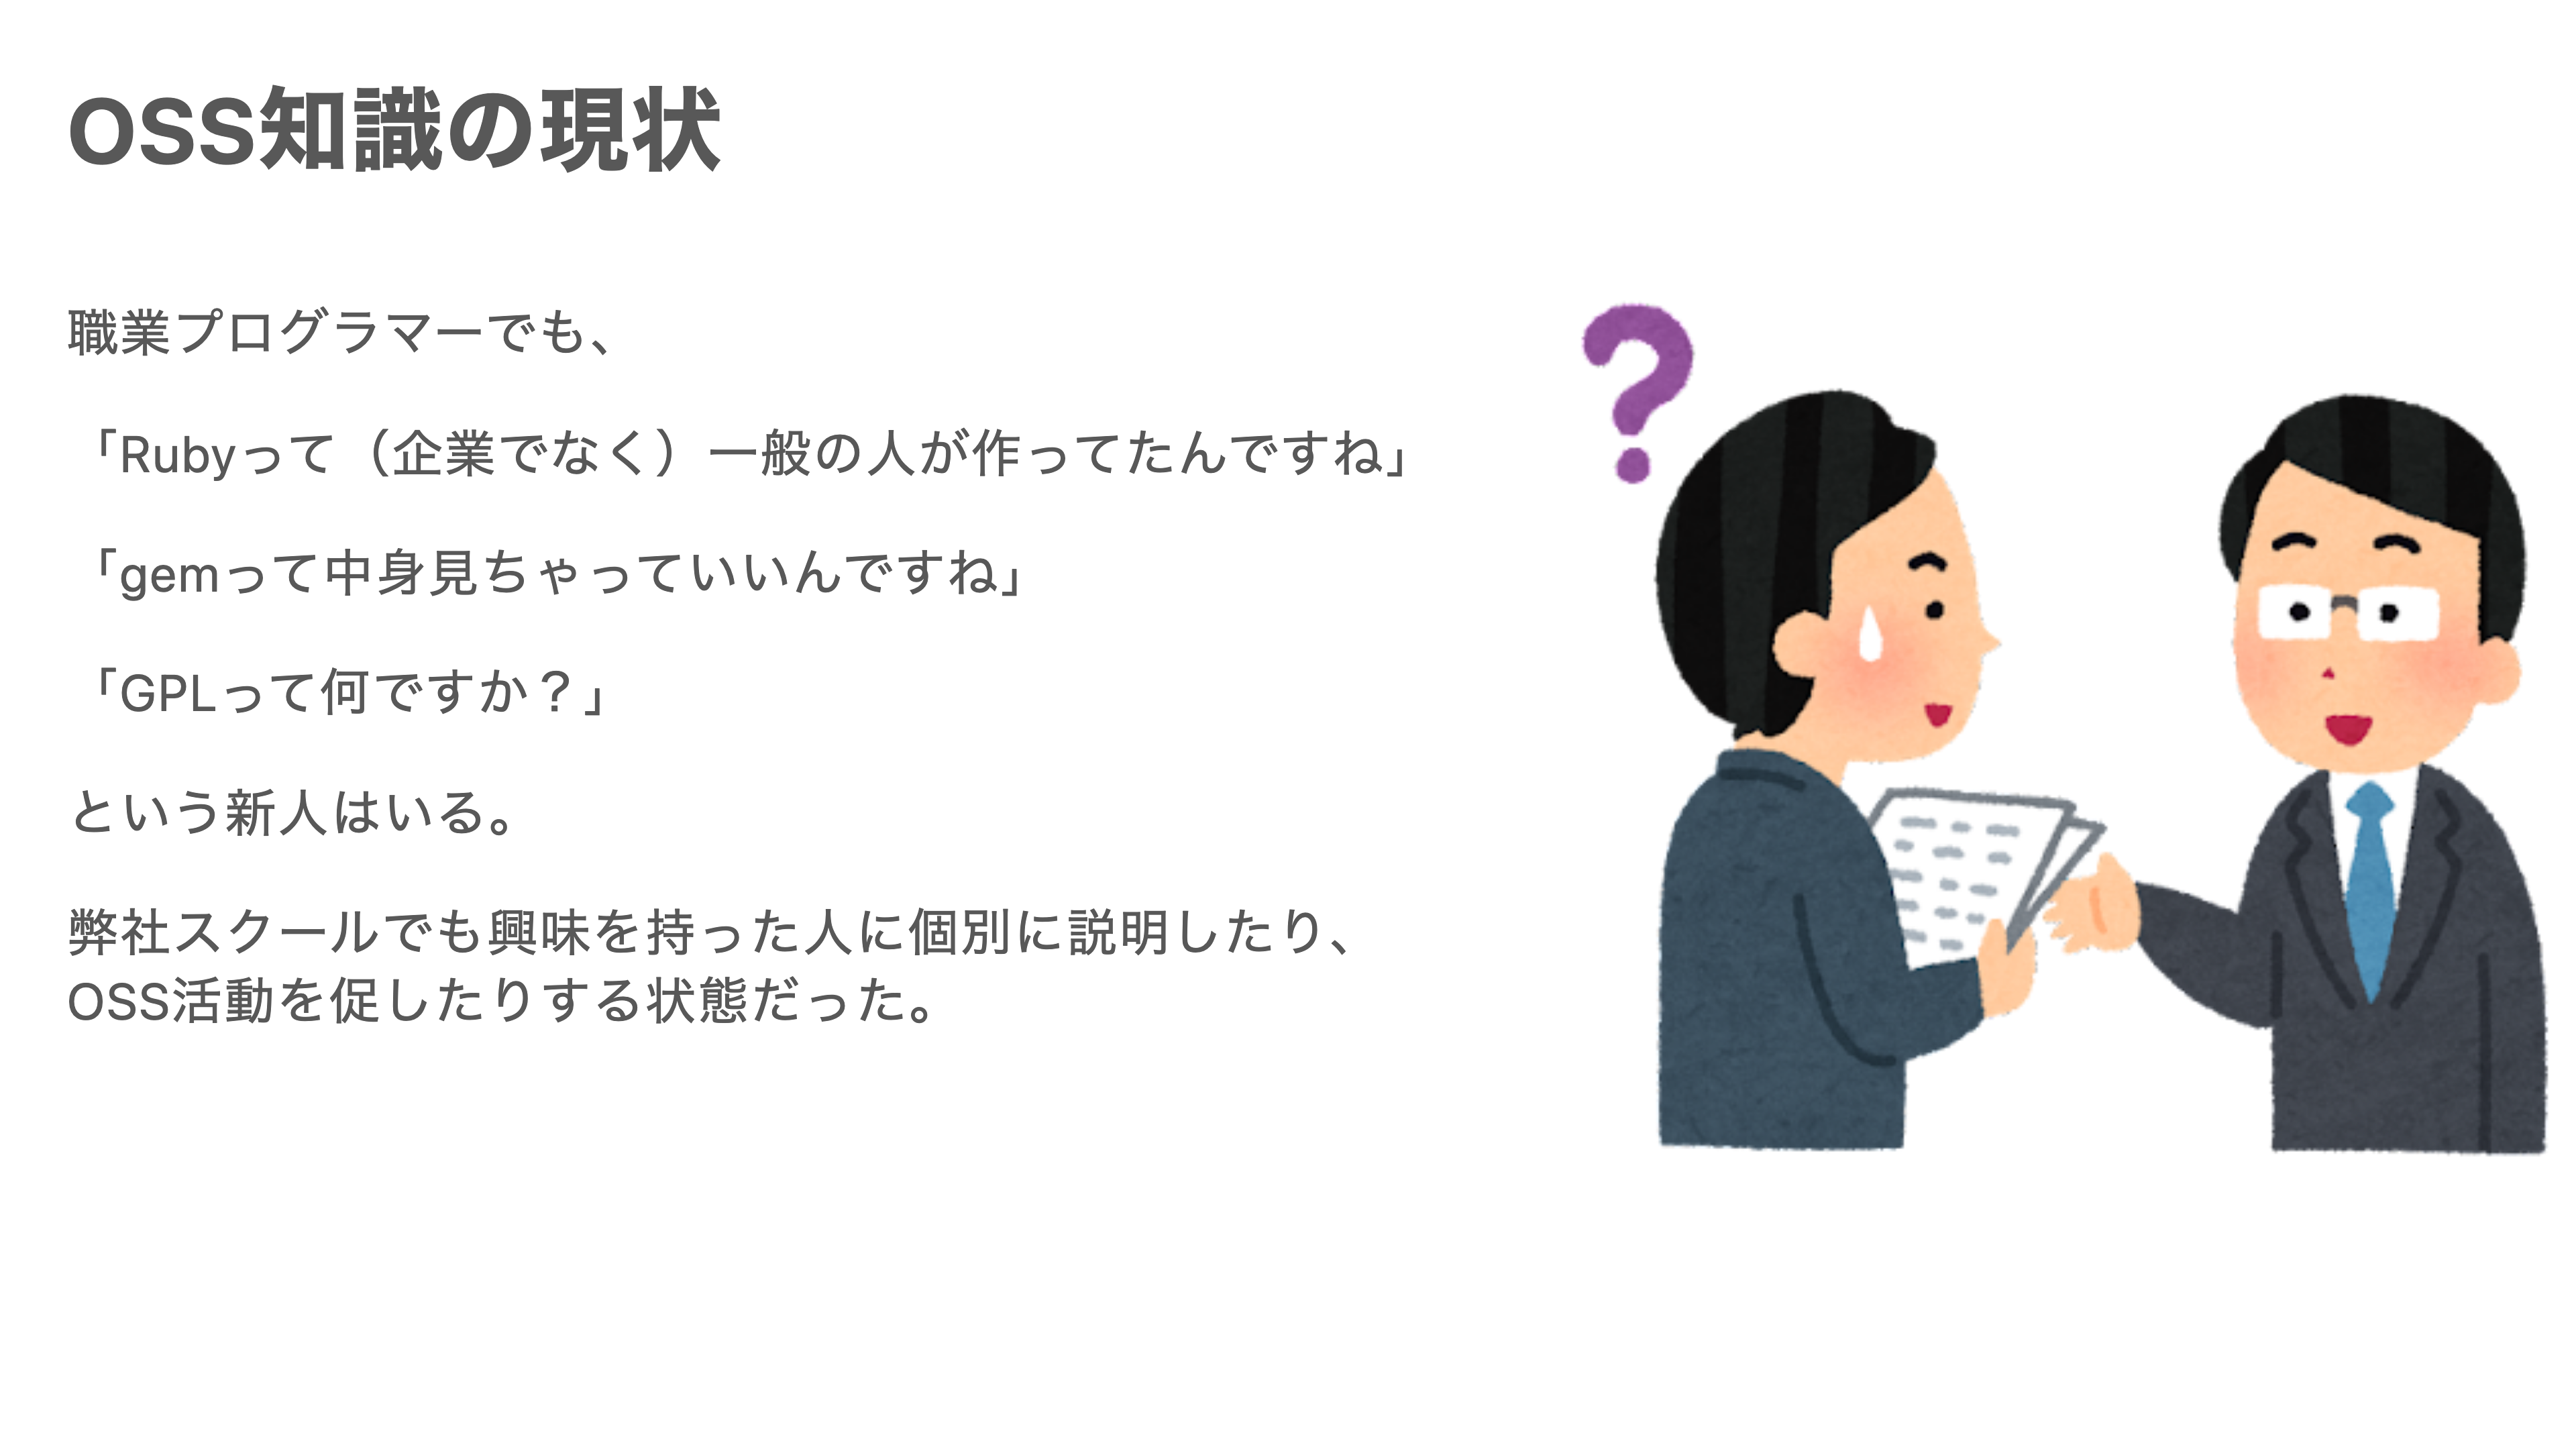 OSS知識の現状
職業プログラマーでも、
「Rubyって（企業でなく）一般の人が作ってたんですね」
「gemって中身見ちゃっていいんですね」
「GPLって何ですか？」
という新人はいる。
弊社スクールでも興味を持った人に個別に説明したり、
OSS活動を促したりする状態だった。